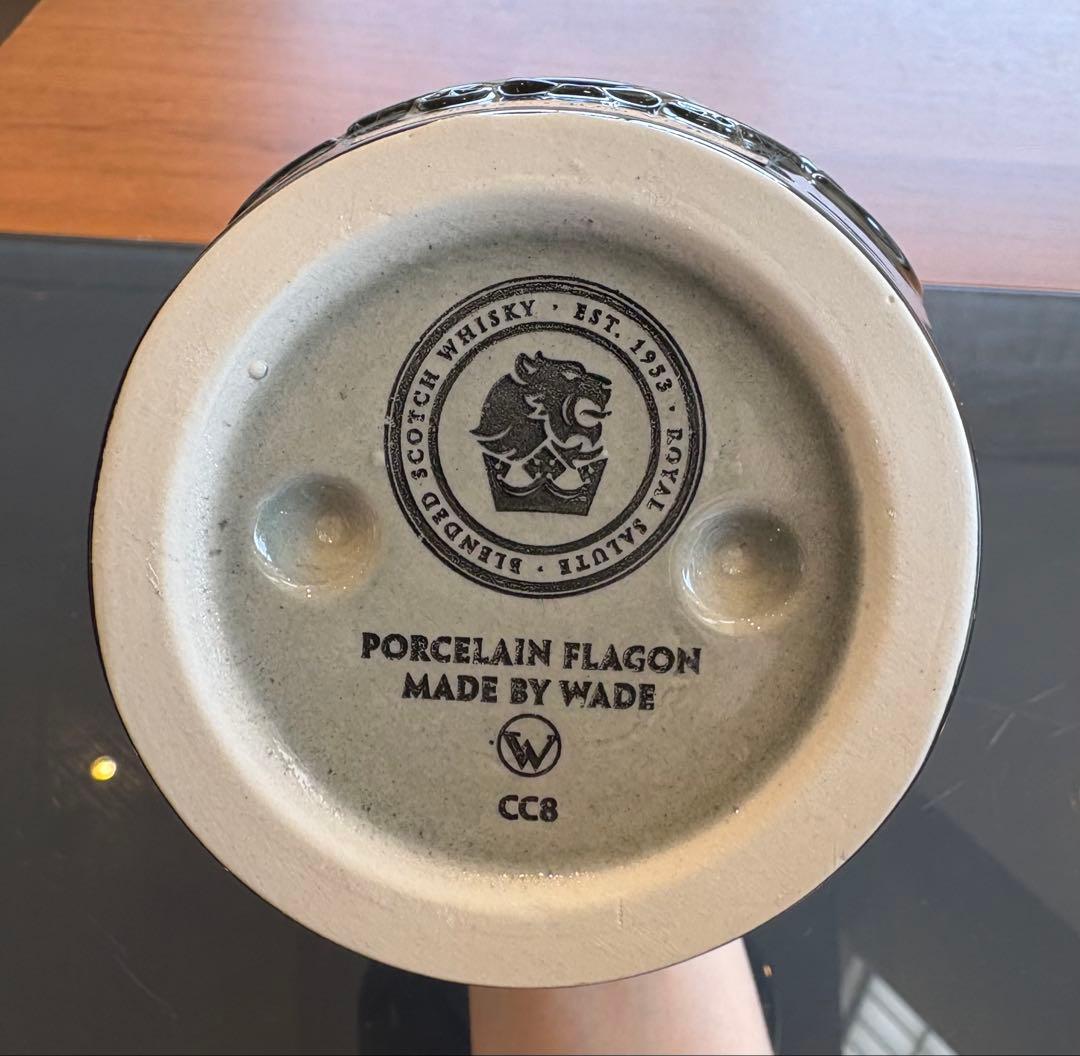 BLENDED SCOTCH WHISKY · EST. 1953 · ROYAL SALUTE ·
PORCELAIN FLAGON
MADE BY WADE
W
CC8